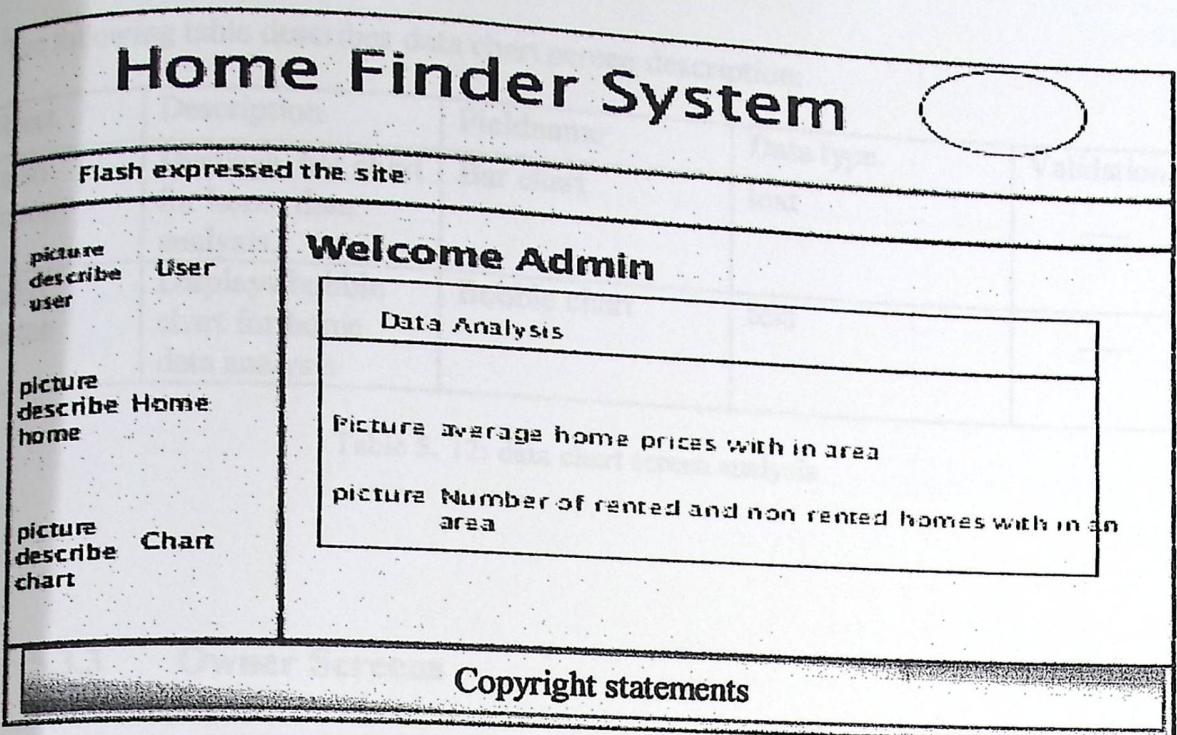 Home Finder System
Flash expressed the site
picture
describe User
user
Welcome Admin
Data Analysis
picture
describe Home
home
Picture average home prices with in area
picture Number of rented and non rented homes with in an
area
picture
describe Chart
chart
Copyright statements